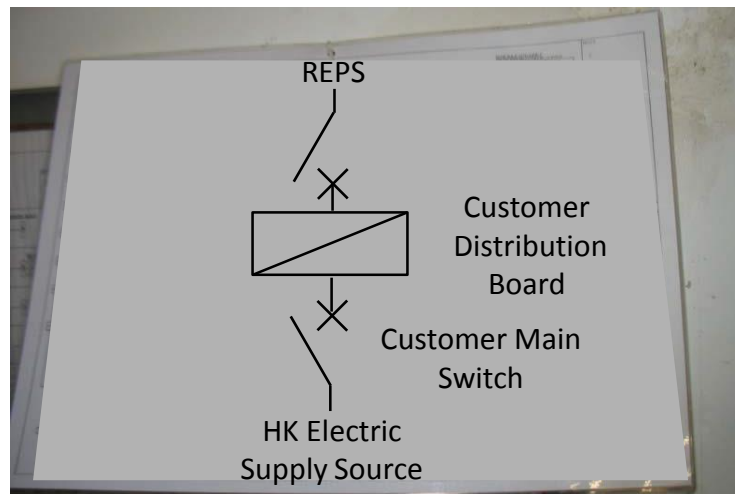 REPS
Customer
Distribution
Board
Customer Main
Switch
HK Electric
Supply Source